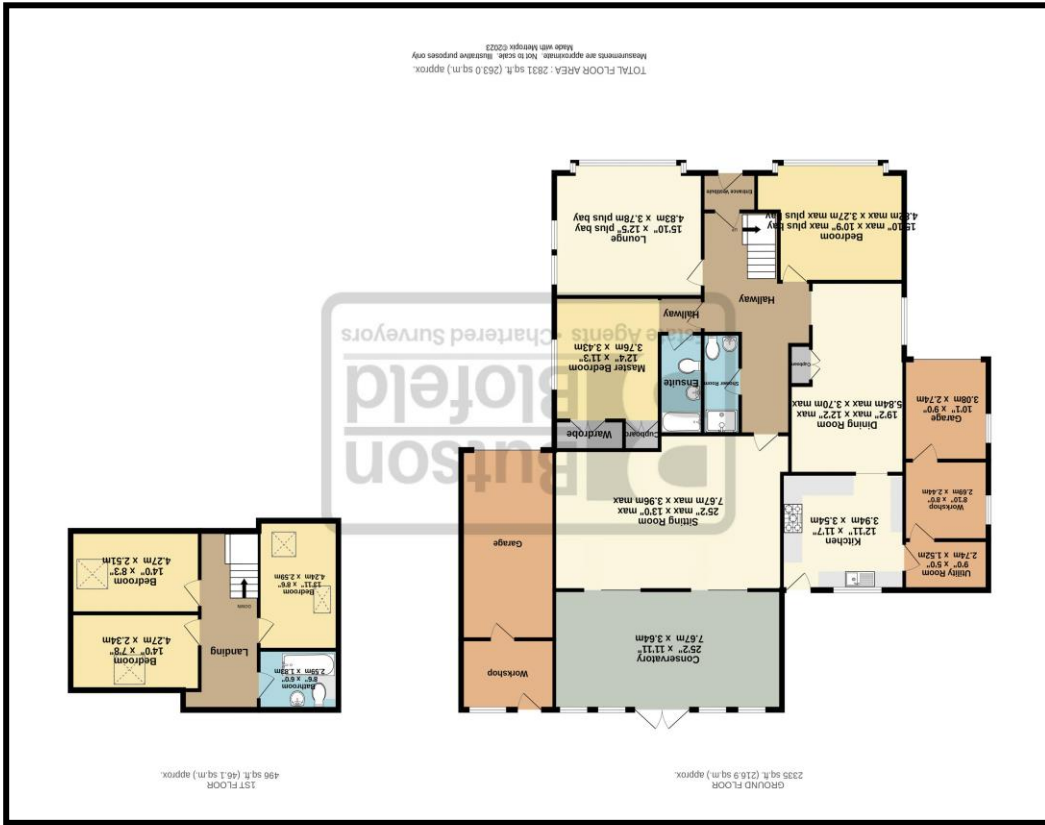 GROUND FLOOR
2335 sq.ft. (216.9 sq.m.) approx.
1ST FLOOR
496 sq.ft. (46.1 sq.m.) approx.
Conservatory
25'2" x 11'11"
7.67m x 3.64m
Workshop
Utility Room
9'0" x 5'0"
2.74m x 1.52m
Kitchen
12'11" x 11'7"
3.94m x 3.54m
Workshop
8'10" x 8'0"
2.69m x 2.44m
Sitting Room
25'2" max x 13'0" max
7.67m max x 3.96m max
Garage
Garage
10'1" x 9'0"
3.08m x 2.74m
Dining Room
19'2" max x 12'2" max
5.84m max x 3.70m max
Cupboard
Cupboard
Wardrobe
Shower Room
Ensuite
Master Bedroom
12'4" x 11'3"
3.76m x 3.43m
Hallway
Hallway
Bedroom
15'10" max x 10'9" max plus bay
4.82m max x 3.27m max plus bay
Lounge
15'10" x 12'5" plus bay
4.83m x 3.78m plus bay
UP
Entrance Vestibule
Bathroom
8'6" x 6'0"
2.59m x 1.83m
Landing
Bedroom
14'0" x 7'8"
4.27m x 2.34m
Bedroom
13'11" x 8'6"
4.24m x 2.59m
DOWN
Bedroom
14'0" x 8'3"
4.27m x 2.51m
Butson
Blofeld
Estate Agents - Chartered Surveyors
TOTAL FLOOR AREA : 2831 sq.ft. (263.0 sq.m.) approx.
Measurements are approximate. Not to scale. Illustrative purposes only
Made with Metropix ©2023